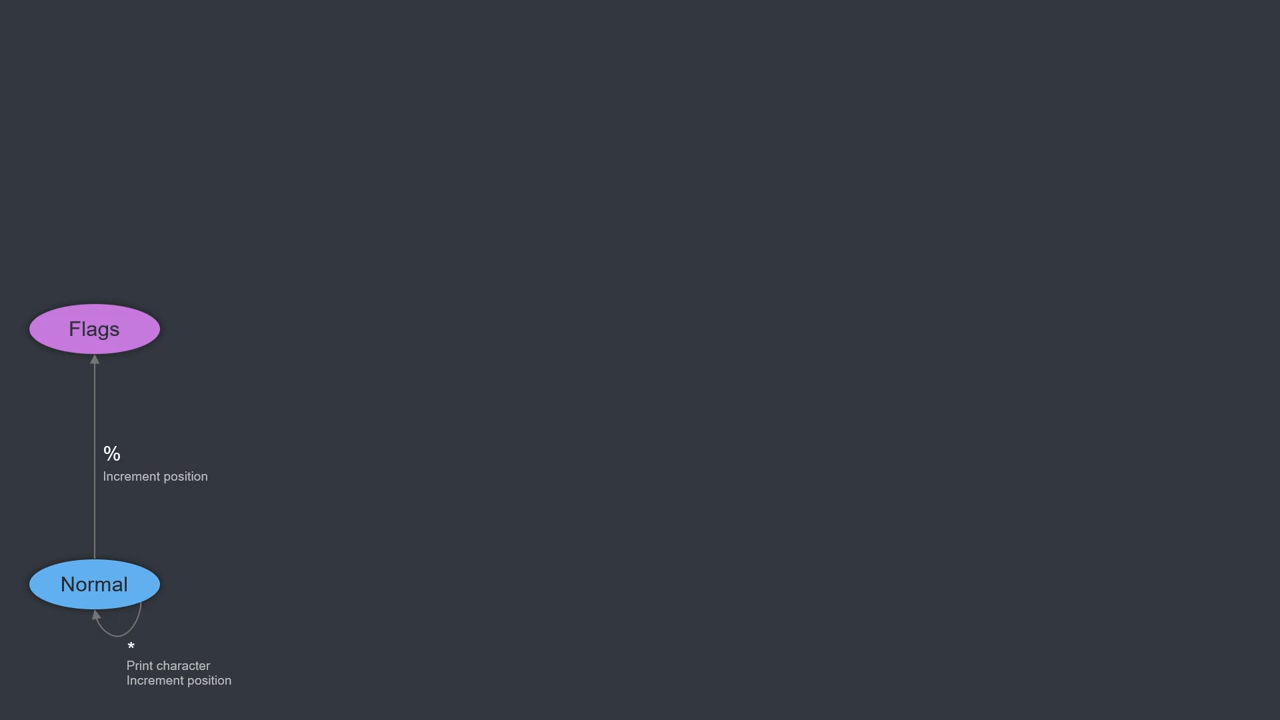 Flags
%
Increment position
Normal
*
Print character
Increment position